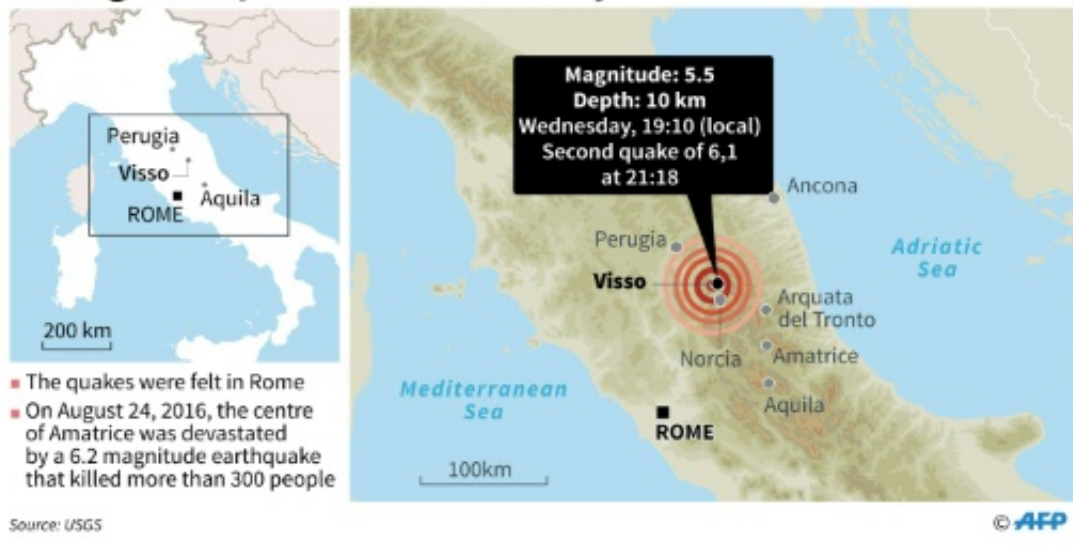 Perugia
Visso
Aquila
ROME
200 km
The quakes were felt in Rome
On August 24, 2016, the centre
of Amatrice was devastated
by a 6.2 magnitude earthquake
that killed more than 300 people
Source: USGS
Magnitude: 5.5
Depth: 10 km
Wednesday, 19:10 (local)
Second quake of 6,1
at 21:18
Ancona
Perugia
Adriatic
Sea
Visso
Arquata
del Tronto
Norcia
Amatrice
Mediterranean
Sea
Aquila
ROME
100km
© AFP